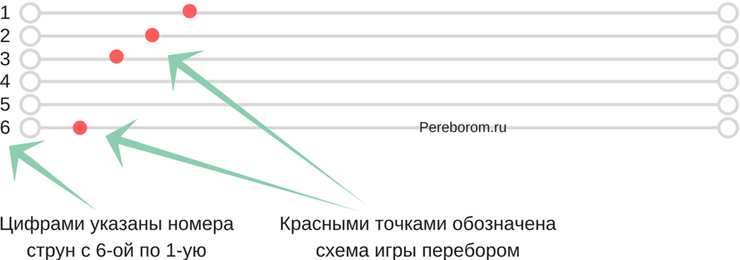 1
2
3
4
5
6
Pereborom.ru
Цифрами указаны номера
струн с 6-ой по 1-ую
Красными точками обозначена
схема игры перебором